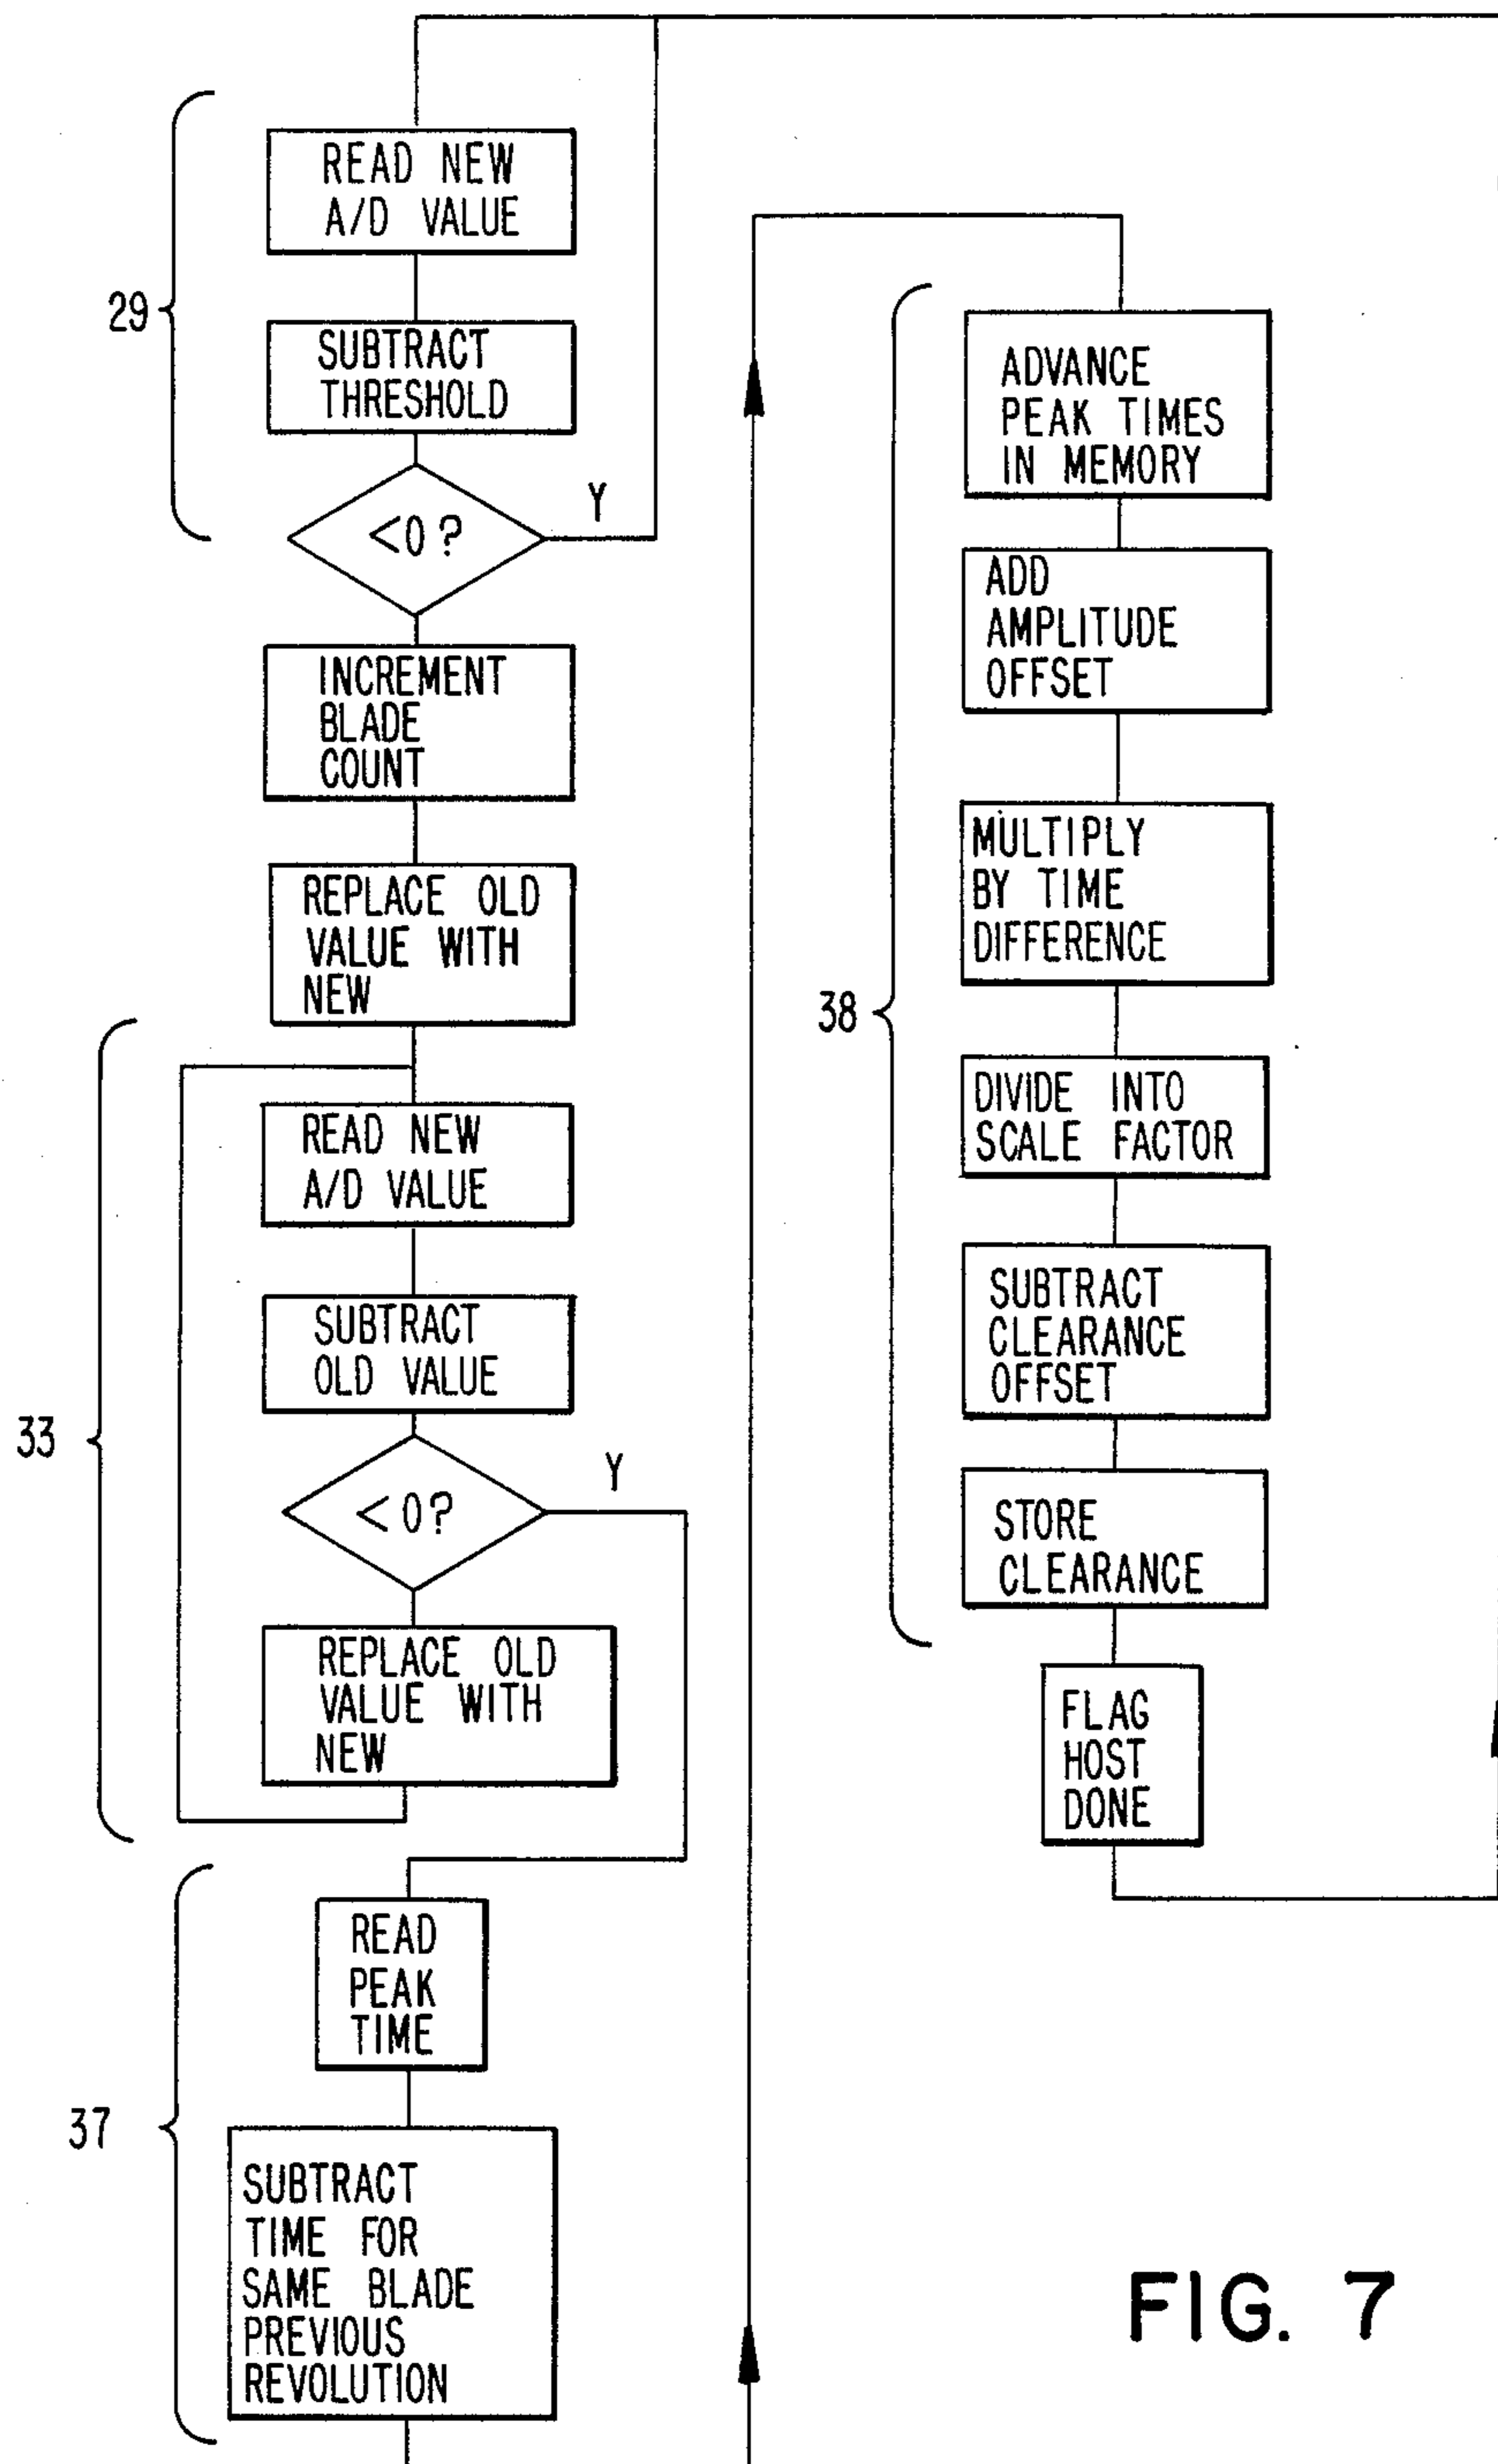 29
READ NEW
A/D VALUE
SUBTRACT
THRESHOLD
<0?
Y
INCREMENT
BLADE
COUNT
REPLACE OLD
VALUE WITH
NEW
33
READ NEW
A/D VALUE
SUBTRACT
OLD VALUE
<0?
Y
REPLACE OLD
VALUE WITH
NEW
37
READ
PEAK
TIME
SUBTRACT
TIME FOR
SAME BLADE
PREVIOUS
REVOLUTION
38
ADVANCE
PEAK TIMES
IN MEMORY
ADD
AMPLITUDE
OFFSET
MULTIPLY
BY TIME
DIFFERENCE
DIVIDE INTO
SCALE FACTOR
SUBTRACT
CLEARANCE
OFFSET
STORE
CLEARANCE
FLAG
HOST
DONE
FIG. 7